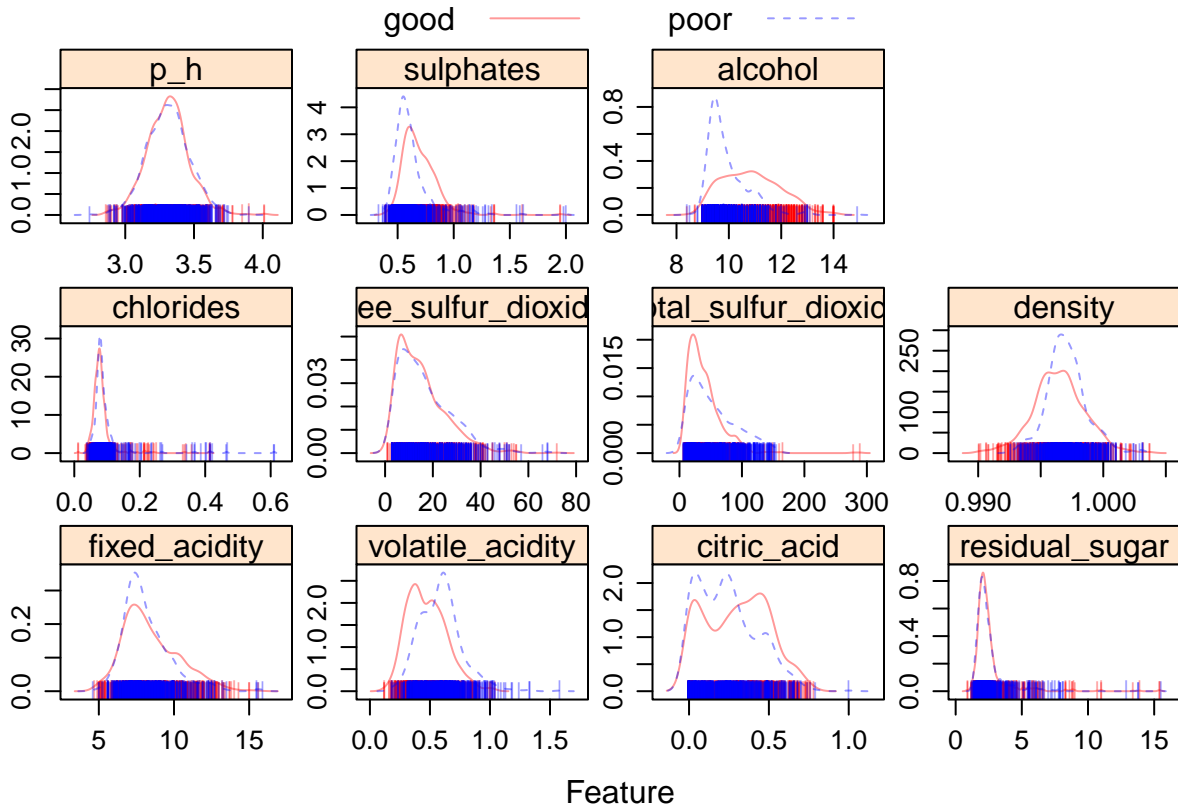 good poor
p_h
0.0 1.0 2.0
3.0 3.5 4.0
sulphates
0 1 2 3 4
0.5 1.0 1.5 2.0
alcohol
0.0 0.4 0.8
8 10 12 14
chlorides
0 10 20 30
0.0 0.2 0.4 0.6
ee_sulfur_dioxid
0.00 0.03
0 20 40 60 80
otal_sulfur_dioxid
0.000 0.015
0 100 200 300
density
0 100 250
0.990 1.000
fixed_acidity
0.0 0.2
5 10 15
volatile_acidity
0.0 1.0 2.0
0.0 0.5 1.0 1.5
citric_acid
0.0 1.0 2.0
0.0 0.5 1.0
residual_sugar
0.0 0.4 0.8
0 5 10 15
Feature